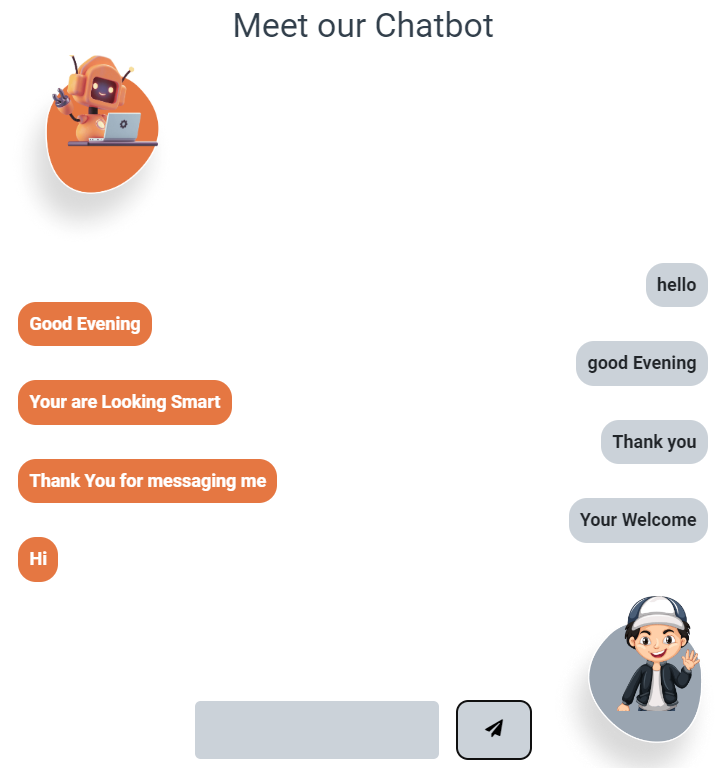 Meet our Chatbot
hello
Good Evening
good Evening
Your are Looking Smart
Thank you
Thank You for messaging me
Your Welcome
Hi